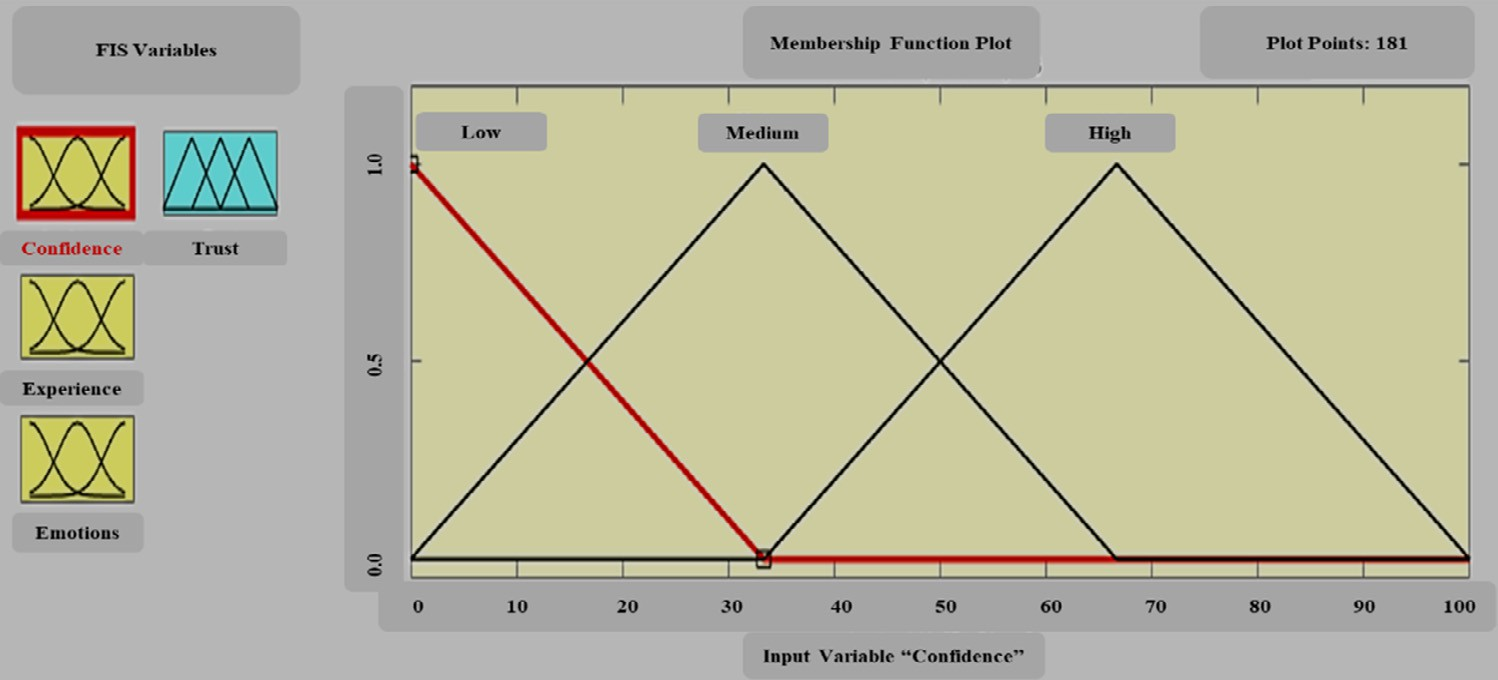 FIS Variables
Membership Function Plot
Plot Points: 181
Confidence
Trust
Experience
Emotions
Low
Medium
High
1.0
0.5
0.0
0 10 20 30 40 50 60 70 80 90 100
Input Variable “Confidence”